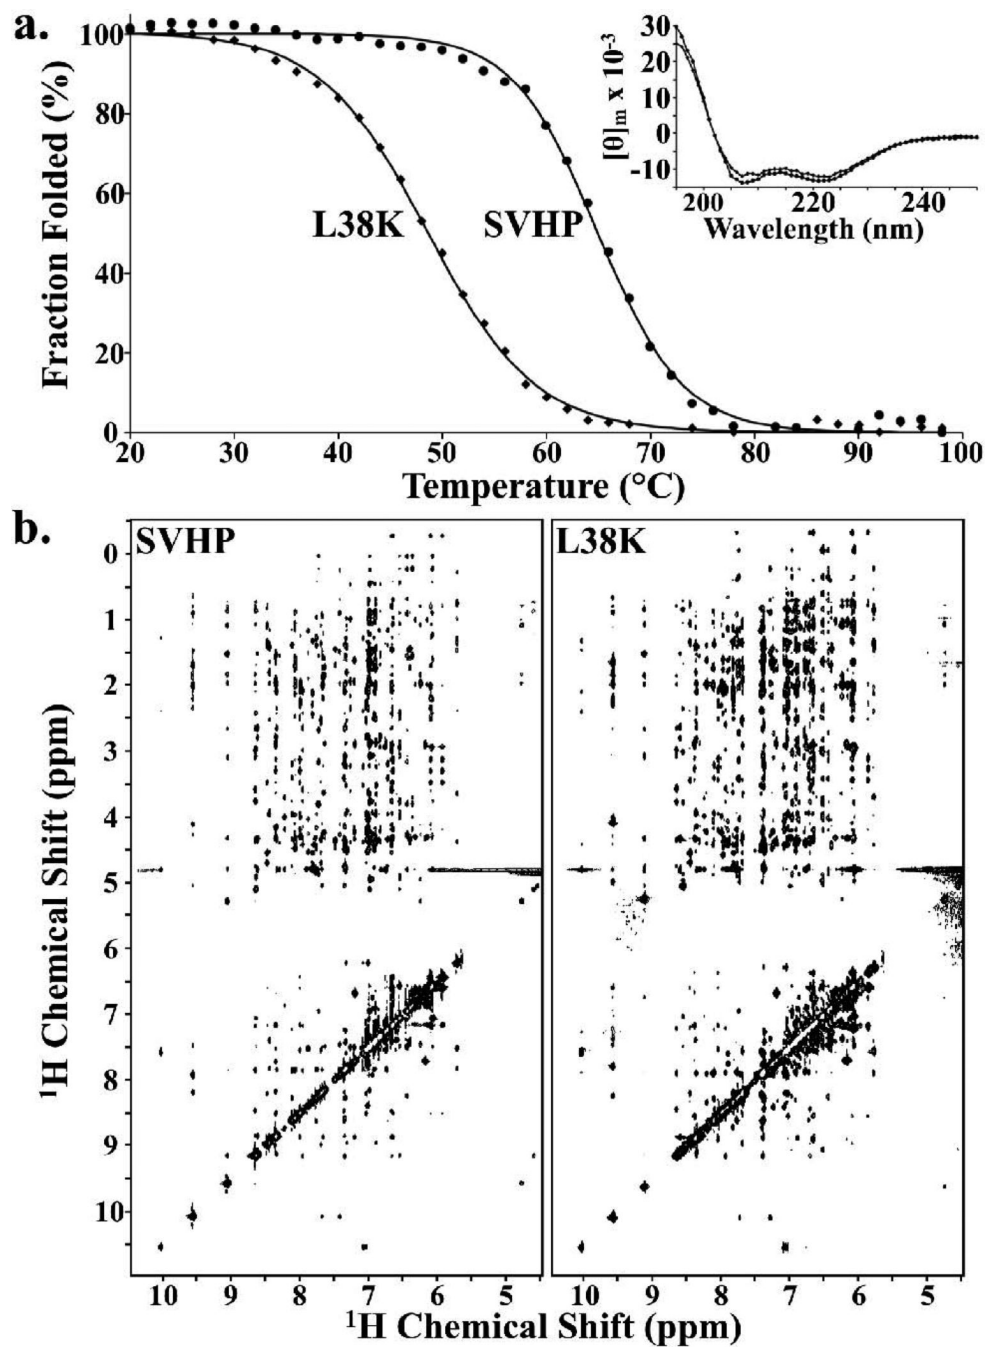 a.
Fraction Folded (%)
100
80
60
40
20
0
20 30 40 50 60 70 80 90 100
Temperature (°C)
L38K
SVHP
[θ]m x 10-3
30
20
10
0
-10
200 220 240
Wavelength (nm)
b.
SVHP
L38K
1H Chemical Shift (ppm)
0
1
2
3
4
5
6
7
8
9
10
10 9 8 7 6 5
10 9 8 7 6 5
1H Chemical Shift (ppm)